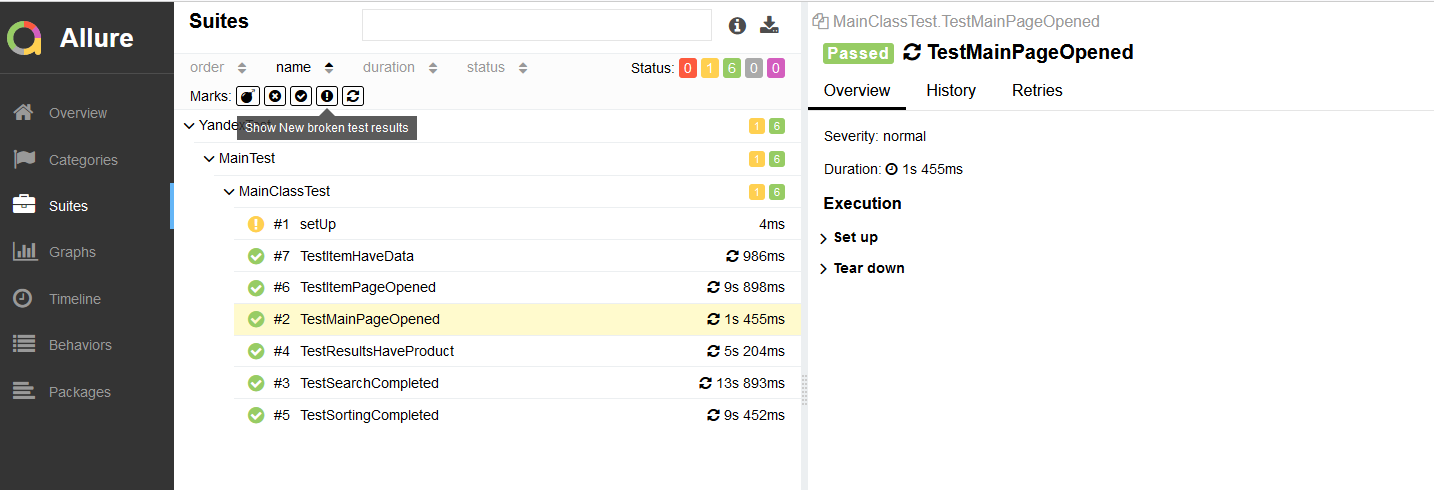 Allure
Overview
Categories
Suites
Graphs
Timeline
Behaviors
Packages
Suites
order name duration status Status: 0 1 6 0 0
Marks:
Show New broken test results
1 6
MainTest 1 6
MainClassTest 1 6
#1 setUp 4ms
#7 TestItemHaveData 986ms
#6 TestItemPageOpened 9s 898ms
#2 TestMainPageOpened 1s 455ms
#4 TestResultsHaveProduct 5s 204ms
#3 TestSearchCompleted 13s 893ms
#5 TestSortingCompleted 9s 452ms
MainClassTest.TestMainPageOpened
Passed TestMainPageOpened
Overview History Retries
Severity: normal
Duration: 1s 455ms
Execution
Set up
Tear down